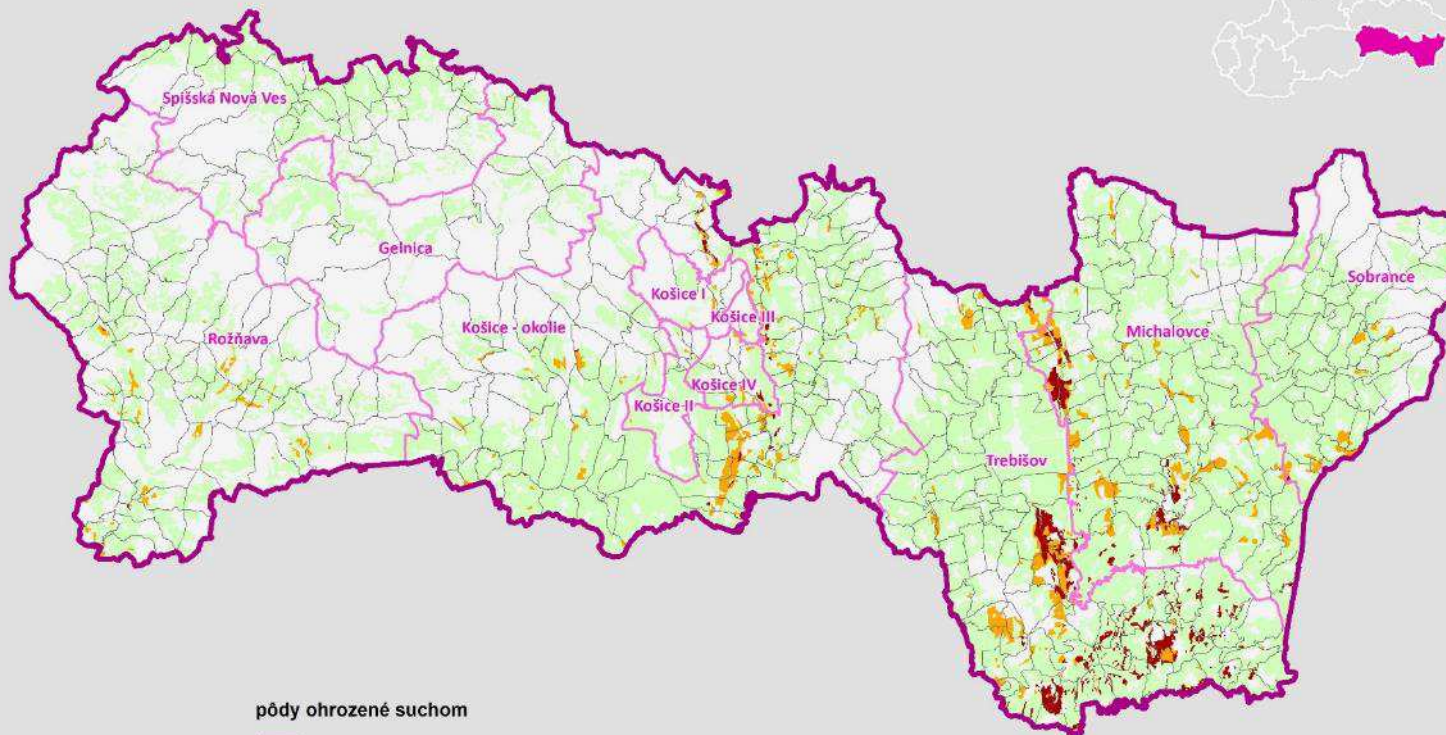 Spišská Nová Ves
Gelnica
Rožňava
Košice - okolie
Košice I
Košice III
Košice IV
Košice II
Michalovce
Sobrance
Trebišov
pôdy ohrozené suchom